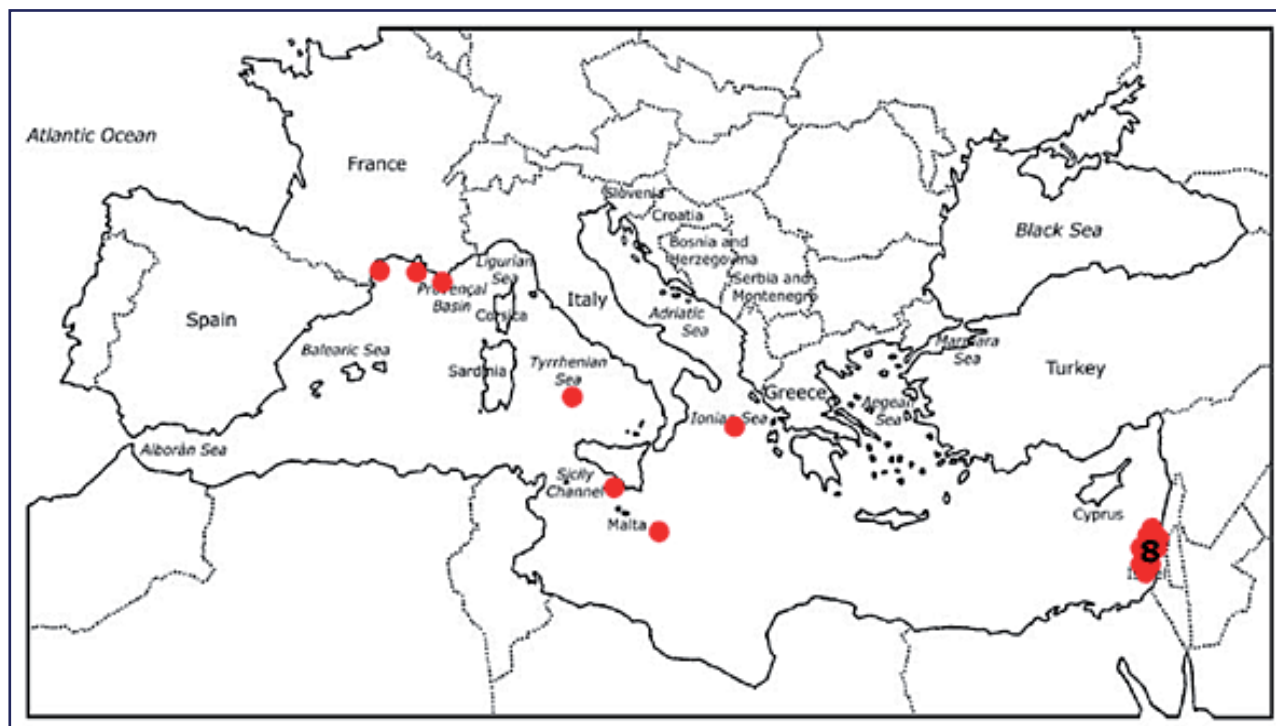 Atlantic Ocean
France
Slovenia
Croatia
Bosnia and
Herzegovina
Serbia and
Montenegro
Black Sea
Ligurian
Sea
Provençal
Basin
Corsica
Italy
Adriatic
Sea
Spain
Balearic Sea
Sardinia
Tyrrhenian
Sea
Marmara
Sea
Turkey
Greece
Aegean
Sea
Ionian Sea
Alborán Sea
Sicily
Channel
Malta
Cyprus
8
Israel